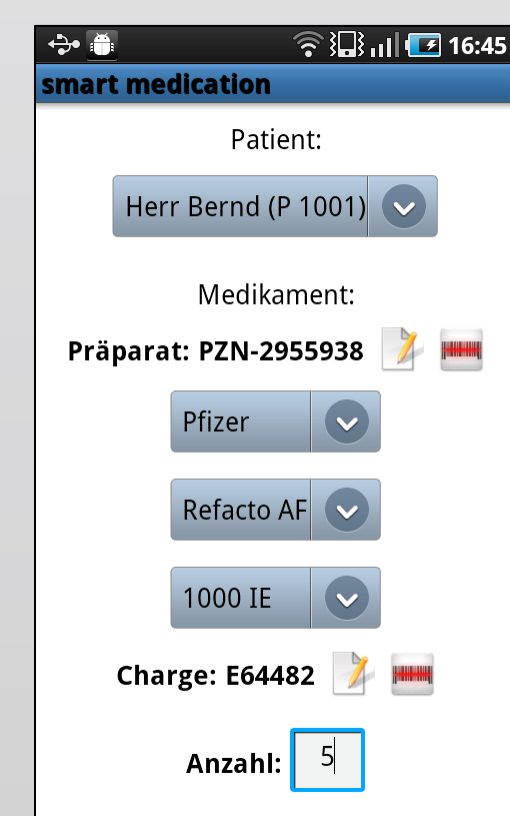 16:45
smart medication
Patient:
Herr Bernd (P 1001)
Medikament:
Präparat: PZN-2955938
Pfizer
Refacto AF
1000 IE
Charge: E64482
Anzahl: 5